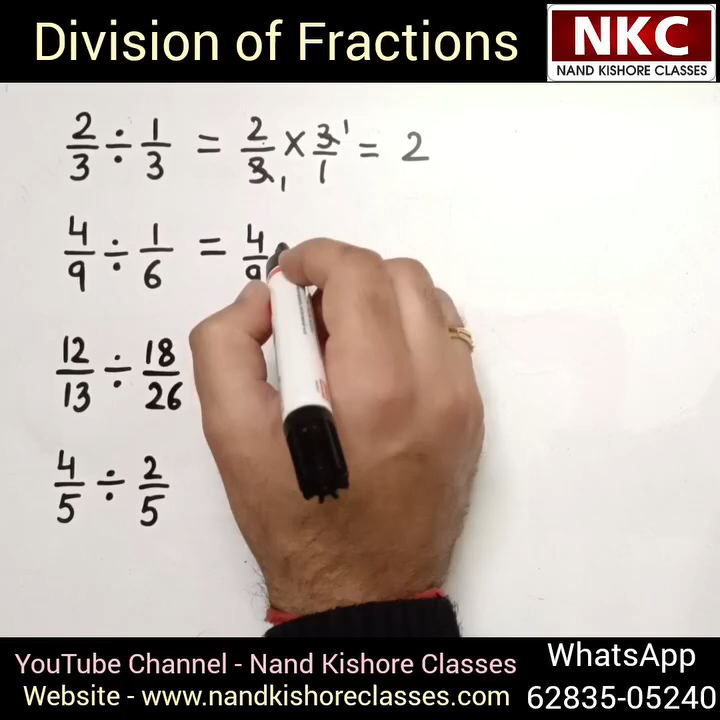 Division of Fractions
NKC
NAND KISHORE CLASSES
2/3 ÷ 1/3 = 2/3 1 × 3/1 1 = 2
4/9 ÷ 1/6 = 4/9
12/13 ÷ 18/26
4/5 ÷ 2/5
YouTube Channel - Nand Kishore Classes
Website - www.nandkishoreclasses.com
WhatsApp
62835-05240